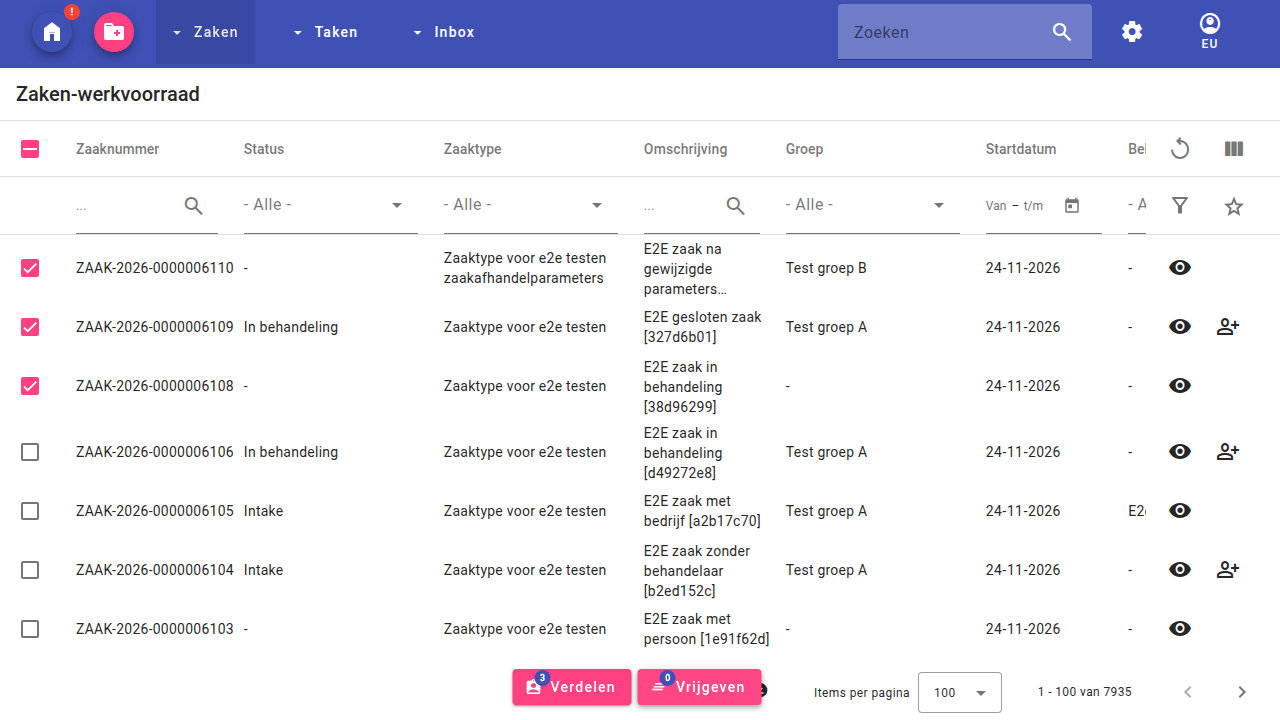 !
Zaken
Taken
Inbox
Zoeken
EU
Zaken-werkvoorraad
Zaaknummer Status Zaaktype Omschrijving Groep Startdatum
... - Alle - - Alle - ... - Alle - Van – t/m
ZAAK-2026-0000006110 - Zaaktype voor e2e testen zaakafhandelparameters E2E zaak na gewijzigde parameters… Test groep B 24-11-2026 -
ZAAK-2026-0000006109 In behandeling Zaaktype voor e2e testen E2E gesloten zaak [327d6b01] Test groep A 24-11-2026 -
ZAAK-2026-0000006108 - Zaaktype voor e2e testen E2E zaak in behandeling [38d96299] - 24-11-2026 -
ZAAK-2026-0000006106 In behandeling Zaaktype voor e2e testen E2E zaak in behandeling [d49272e8] Test groep A 24-11-2026 -
ZAAK-2026-0000006105 Intake Zaaktype voor e2e testen E2E zaak met bedrijf [a2b17c70] Test groep A 24-11-2026
ZAAK-2026-0000006104 Intake Zaaktype voor e2e testen E2E zaak zonder behandelaar [b2ed152c] Test groep A 24-11-2026 -
ZAAK-2026-0000006103 - Zaaktype voor e2e testen E2E zaak met persoon [1e91f62d] - 24-11-2026 -
3 Verdelen 0 Vrijgeven Items per pagina 100 1 - 100 van 7935